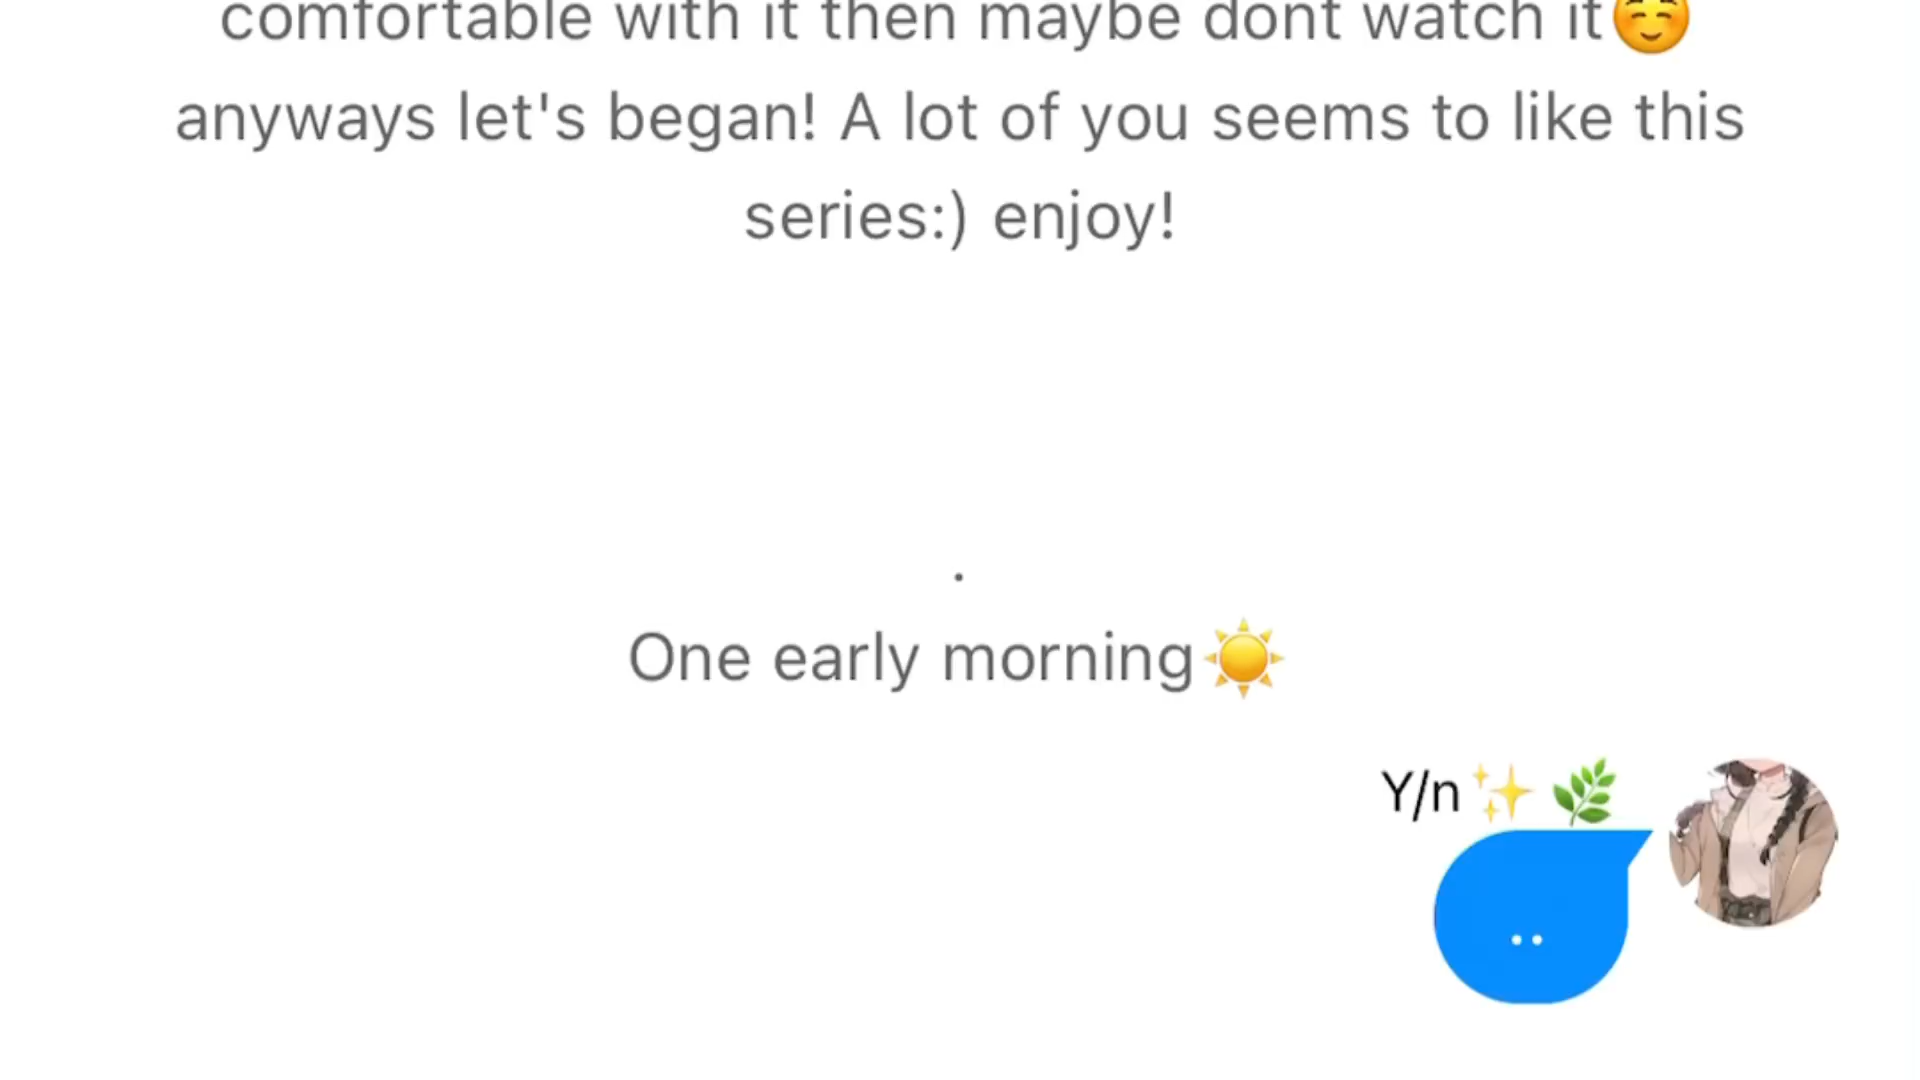 comfortable with it then maybe dont watch it☺️
anyways let's began! A lot of you seems to like this
series:) enjoy!
.
One early morning☀️
Y/n✨🌿
..